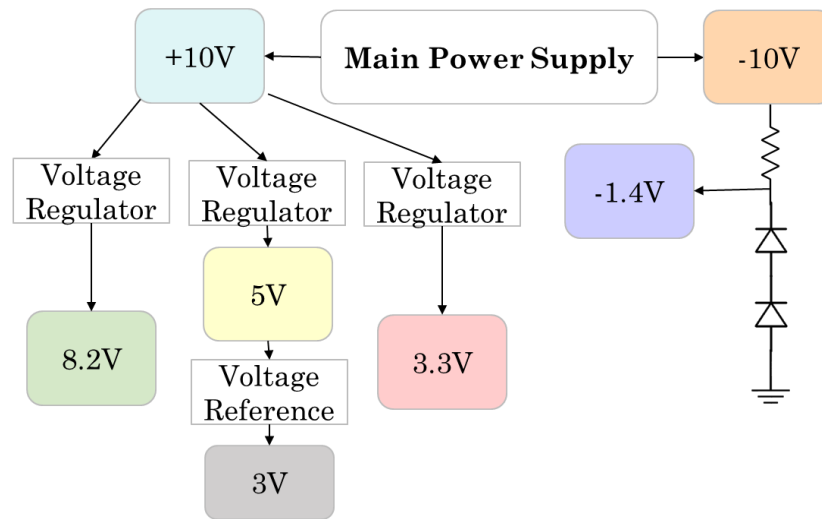 +10V
Main Power Supply
-10V
Voltage
Regulator
Voltage
Regulator
Voltage
Regulator
-1.4V
5V
8.2V
3.3V
Voltage
Reference
3V